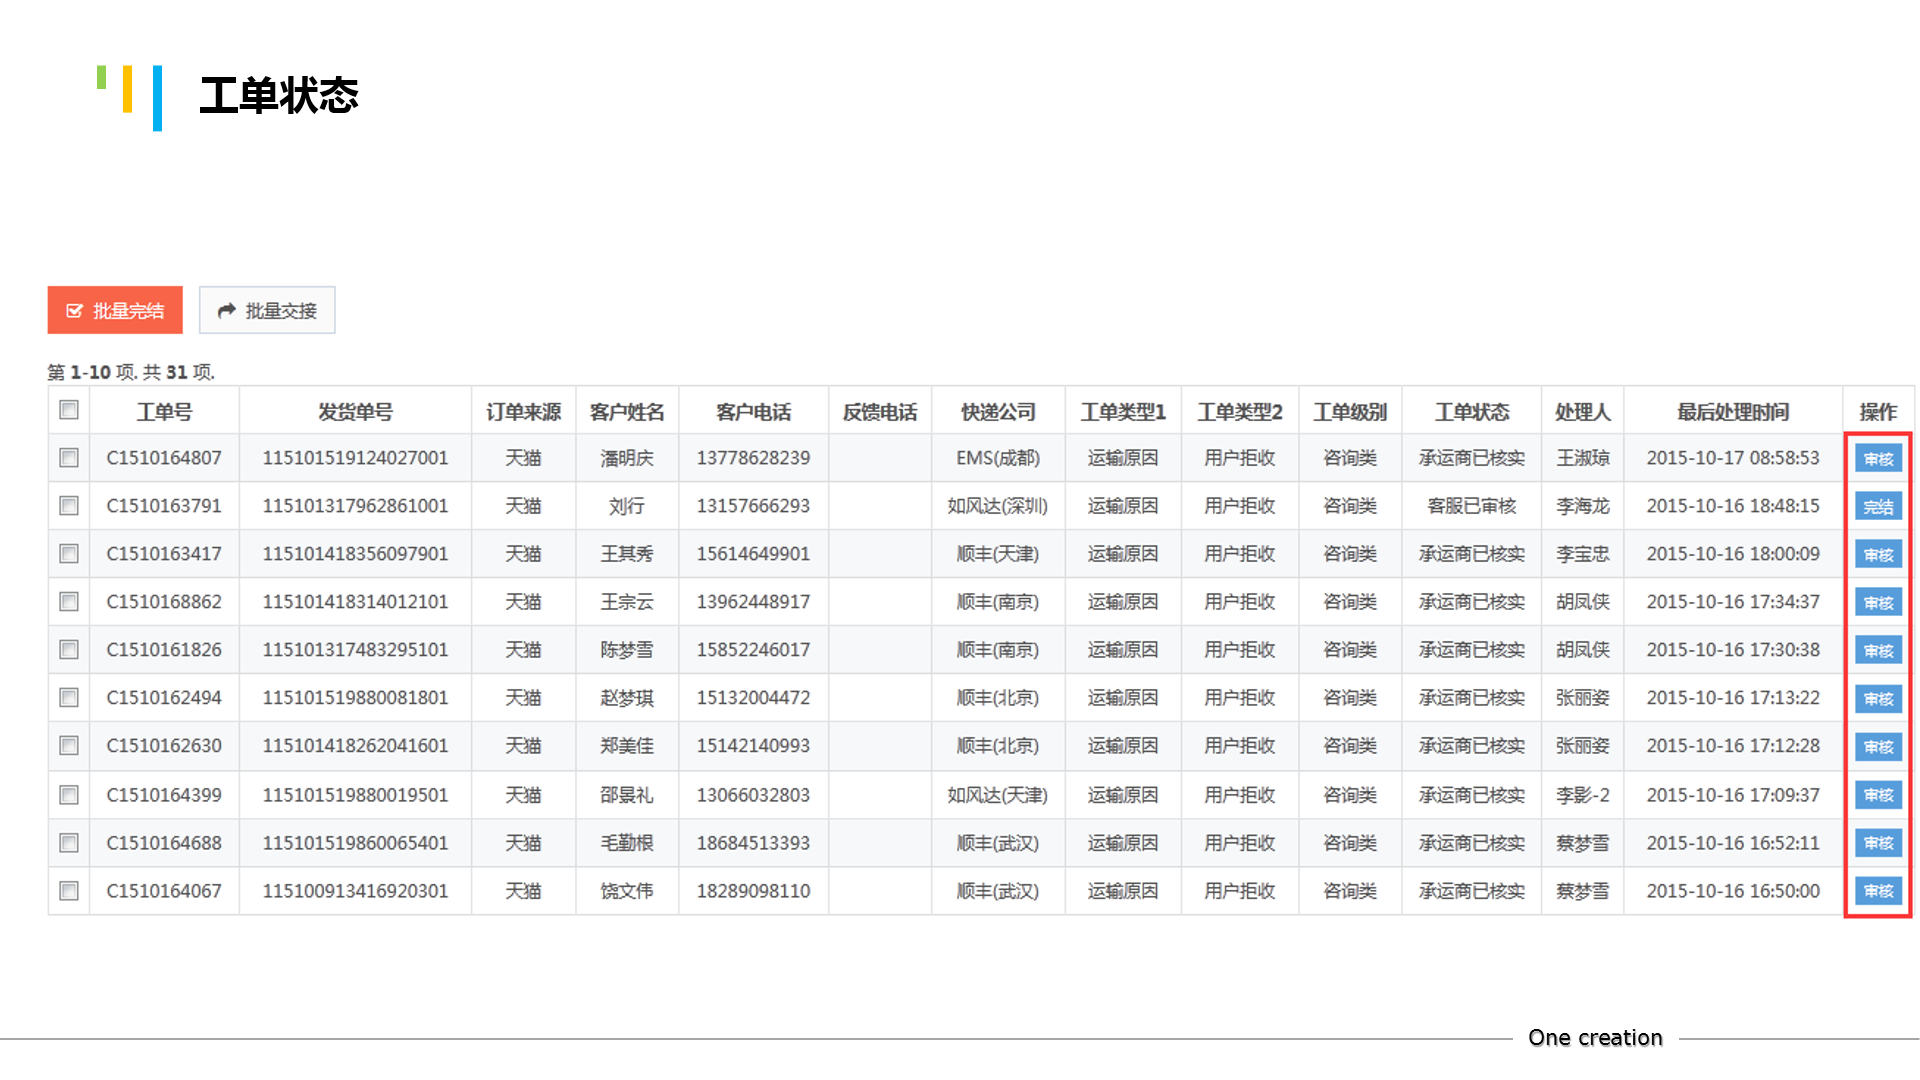 工单状态
批量完结 批量交接
第 1-10 项. 共 31 项.
工单号 发货单号 订单来源 客户姓名 客户电话 反馈电话 快递公司 工单类型1 工单类型2 工单级别 工单状态 处理人 最后处理时间 操作
C1510164807 115101519124027001 天猫 潘明庆 13778628239 EMS(成都) 运输原因 用户拒收 咨询类 承运商已核实 王淑琼 2015-10-17 08:58:53 审核
C1510163791 115101317962861001 天猫 刘行 13157666293 如风达(深圳) 运输原因 用户拒收 咨询类 客服已审核 李海龙 2015-10-16 18:48:15 完结
C1510163417 115101418356097901 天猫 王其秀 15614649901 顺丰(天津) 运输原因 用户拒收 咨询类 承运商已核实 李宝忠 2015-10-16 18:00:09 审核
C1510168862 115101418314012101 天猫 王宗云 13962448917 顺丰(南京) 运输原因 用户拒收 咨询类 承运商已核实 胡凤侠 2015-10-16 17:34:37 审核
C1510161826 115101317483295101 天猫 陈梦雪 15852246017 顺丰(南京) 运输原因 用户拒收 咨询类 承运商已核实 胡凤侠 2015-10-16 17:30:38 审核
C1510162494 115101519880081801 天猫 赵梦琪 15132004472 顺丰(北京) 运输原因 用户拒收 咨询类 承运商已核实 张丽姿 2015-10-16 17:13:22 审核
C1510162630 115101418262041601 天猫 郑美佳 15142140993 顺丰(北京) 运输原因 用户拒收 咨询类 承运商已核实 张丽姿 2015-10-16 17:12:28 审核
C1510164399 115101519880019501 天猫 邵景礼 13066032803 如风达(天津) 运输原因 用户拒收 咨询类 承运商已核实 李影-2 2015-10-16 17:09:37 审核
C1510164688 115101519860065401 天猫 毛勤根 18684513393 顺丰(武汉) 运输原因 用户拒收 咨询类 承运商已核实 蔡梦雪 2015-10-16 16:52:11 审核
C1510164067 115100913416920301 天猫 饶文伟 18289098110 顺丰(武汉) 运输原因 用户拒收 咨询类 承运商已核实 蔡梦雪 2015-10-16 16:50:00 审核
One creation